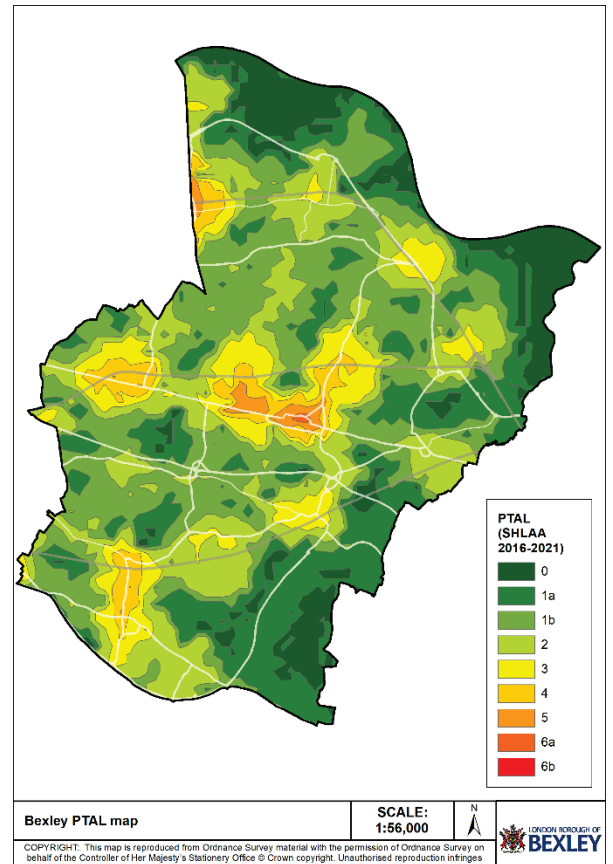 PTAL
(SHLAA
2016-2021)
0
1a
1b
2
3
4
5
6a
6b
Bexley PTAL map
SCALE:
1:56,000
N
LONDON BOROUGH OF
BEXLEY
COPYRIGHT: This map is reproduced from Ordnance Survey material with the permission of Ordnance Survey on
behalf of the Controller of Her Majesty's Stationery Office © Crown copyright. Unauthorised reproduction infringes